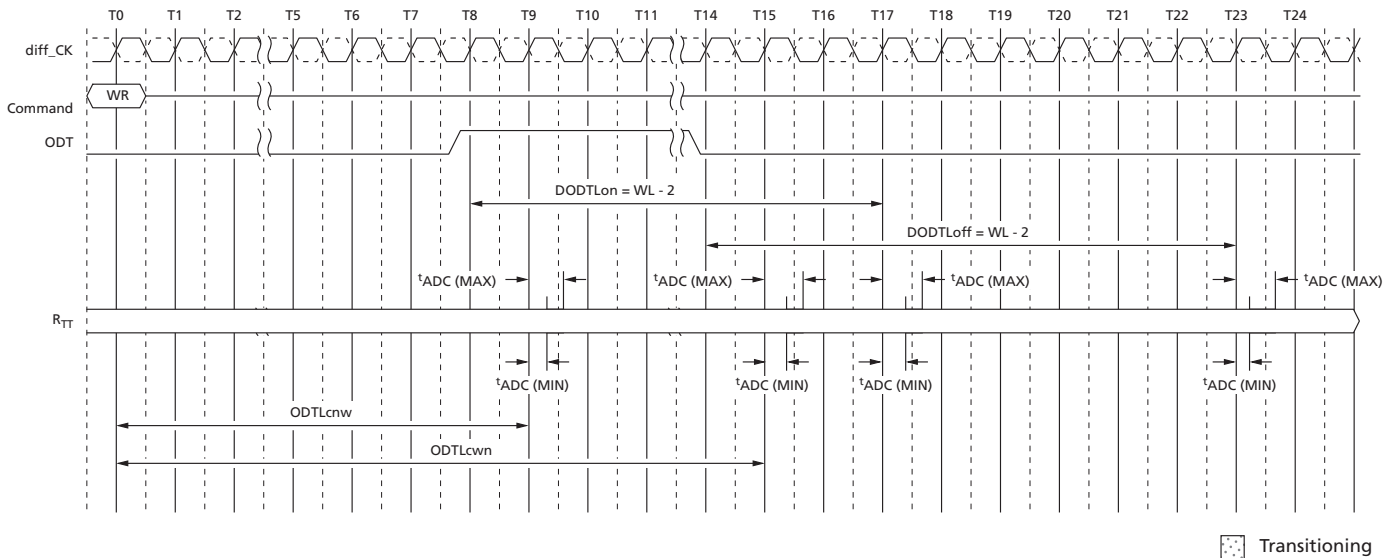 T0 T1 T2 T5 T6 T7 T8 T9 T10 T11 T14 T15 T16 T17 T18 T19 T20 T21 T22 T23 T24
diff_CK
Command WR
ODT
DODTLon = WL - 2
DODTLoff = WL - 2
tADC (MAX) tADC (MAX) tADC (MAX) tADC (MAX)
RTT
tADC (MIN) tADC (MIN) tADC (MIN) tADC (MIN)
ODTLcnw
ODTLcwn
Transitioning